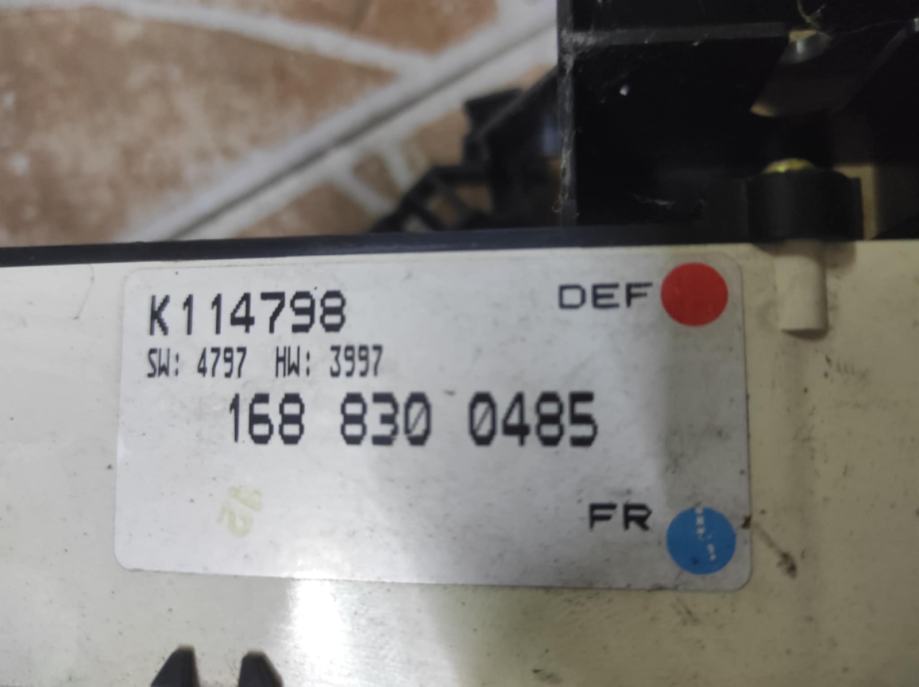 K114798
DEF
SW: 4797 HW: 3997
168 830 0485
FR